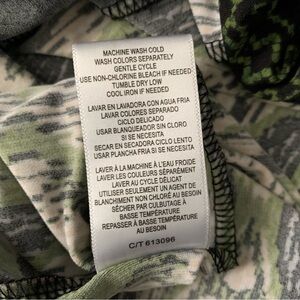 MACHINE WASH COLD
WASH COLORS SEPARATELY
GENTLE CYCLE
USE NON-CHLORINE BLEACH IF NEEDED
TUMBLE DRY LOW
COOL IRON IF NEEDED
LAVAR EN LAVADORA CON AGUA FRIA
LAVAR COLORES SEPARADO
CICLO DELICADO
USAR BLANQUEADOR SIN CLORO
SI SE NECESITA
SECAR EN SECADORA CICLO LENTO
USAR PLANCHA FRIA SI SE NECESITA
LAVER À LA MACHINE À L'EAU FROIDE
LAVER LES COULEURS SÉPARÉMENT
LAVER AU CYCLE DÉLICAT
UTILISER SEULEMENT UN AGENT DE
BLANCHIMENT NON CHLORÉ AU BESOIN
SÉCHER PAR CULBUTAGE À
BASSE TEMPÉRATURE
REPASSER À BASSE TEMPÉRATURE
AU BESOIN
C/T 613096